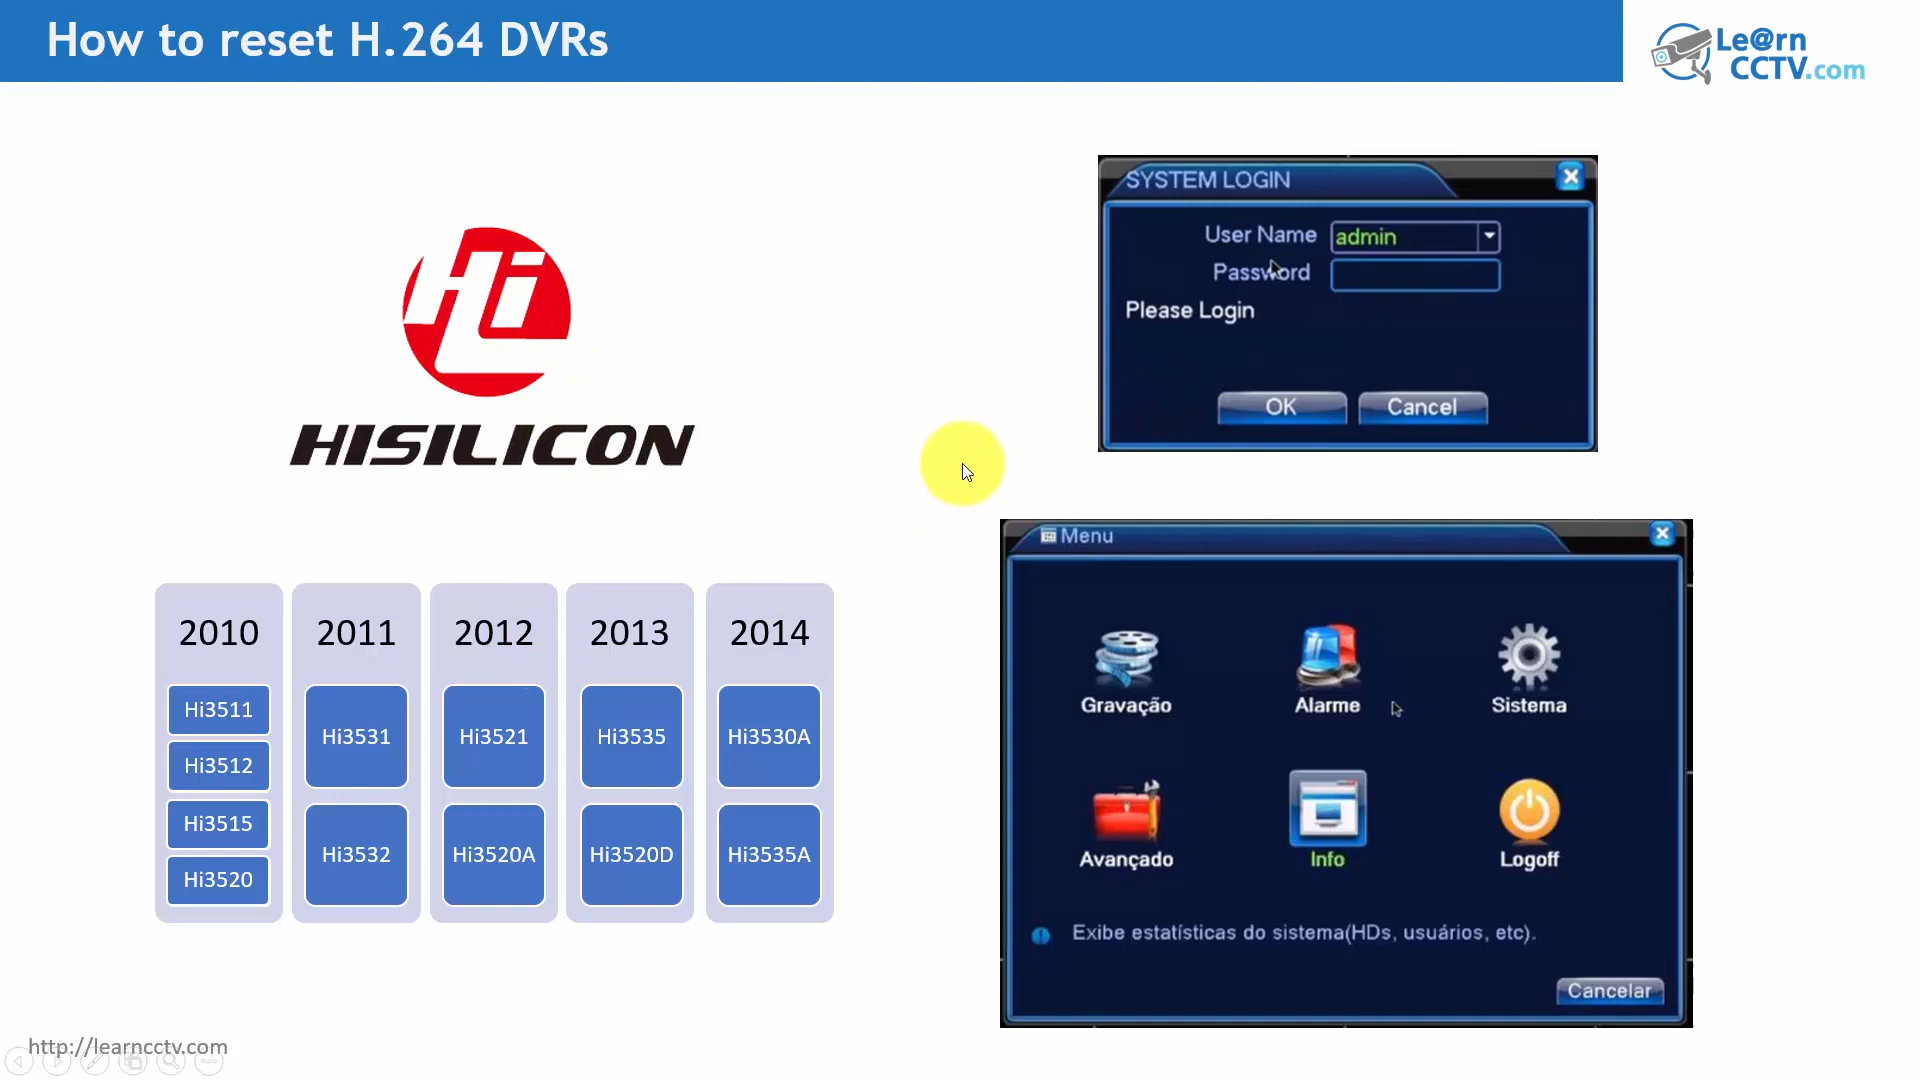 How to reset H.264 DVRs
Le@rn
CCTV.com
Hi
HISILICON
SYSTEM LOGIN
User Name
admin
Password
Please Login
OK
Cancel
2010
2011
2012
2013
2014
Hi3511
Hi3512
Hi3515
Hi3520
Hi3531
Hi3532
Hi3521
Hi3520A
Hi3535
Hi3520D
Hi3530A
Hi3535A
Menu
Gravação
Alarme
Sistema
Avançado
Info
Logoff
Exibe estatísticas do sistema(HDs, usuários, etc).
Cancelar
http://learncctv.com